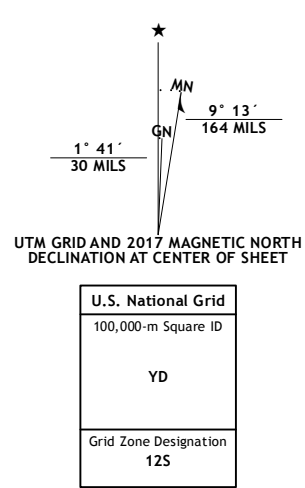 ★
MN
GN
9° 13´
164 MILS
1° 41´
30 MILS
UTM GRID AND 2017 MAGNETIC NORTH
DECLINATION AT CENTER OF SHEET
U.S. National Grid
100,000-m Square ID
YD
Grid Zone Designation
12S